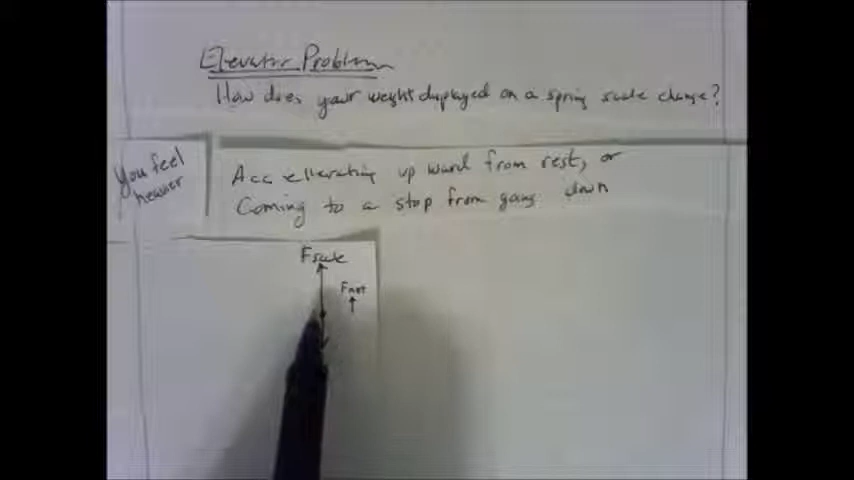 Elevator Problem
How does your weight displayed on a spring scale change?
You feel
heavier
Accellerating upward from rest, or
Coming to a stop from going down
Fscale
Fnet